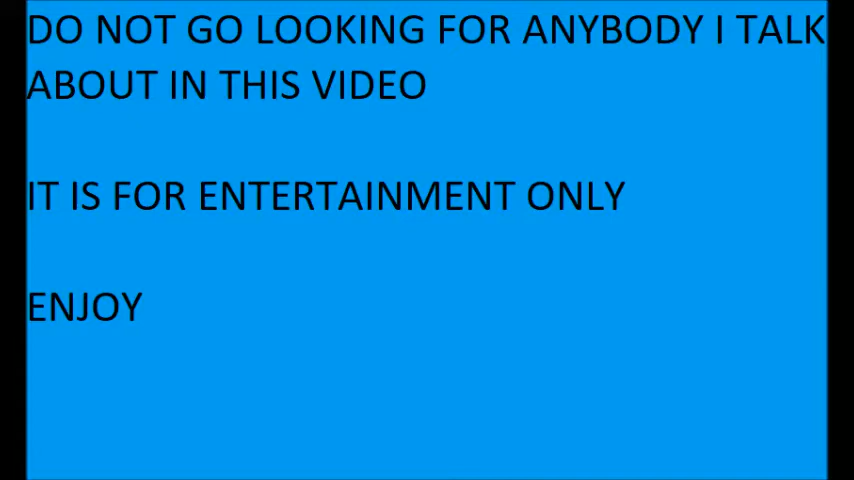 DO NOT GO LOOKING FOR ANYBODY I TALK
ABOUT IN THIS VIDEO
IT IS FOR ENTERTAINMENT ONLY
ENJOY